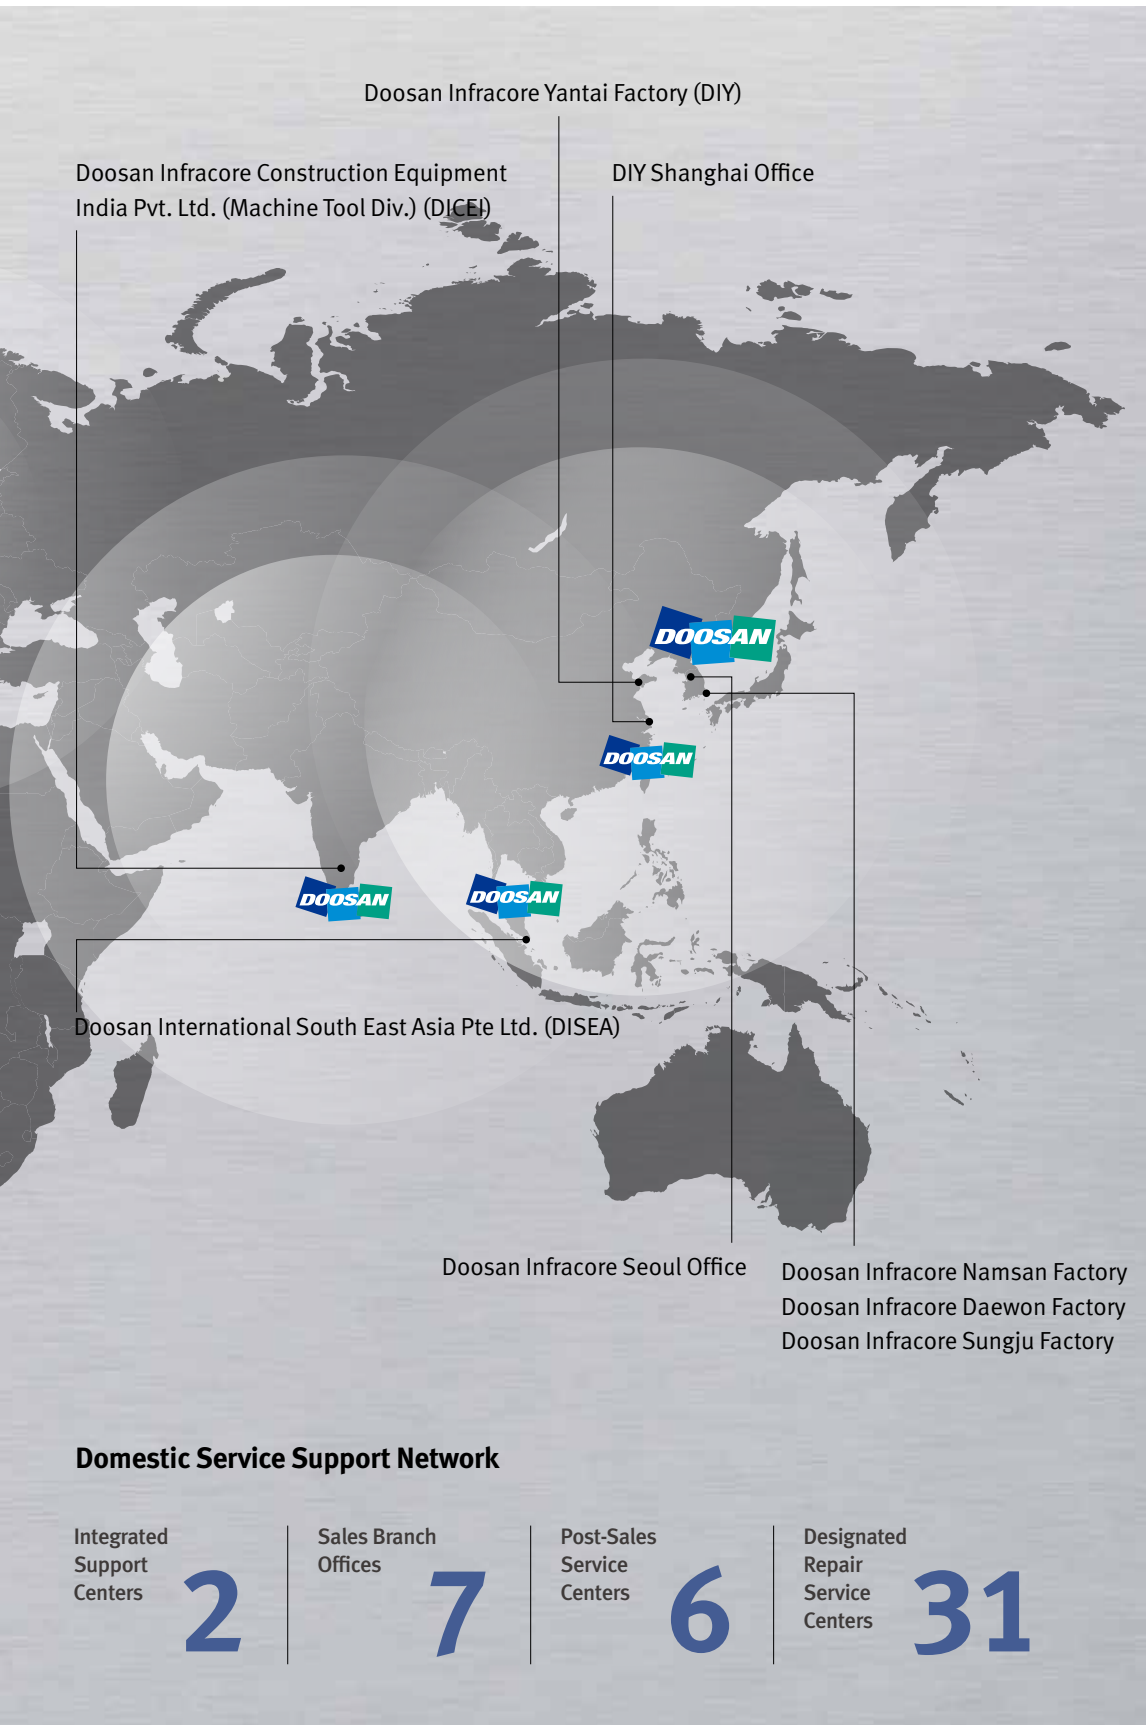 Doosan Infracore Yantai Factory (DIY)
Doosan Infracore Construction Equipment
India Pvt. Ltd. (Machine Tool Div.) (DICEI)
DIY Shanghai Office
DOOSAN
DOOSAN
DOOSAN
DOOSAN
Doosan International South East Asia Pte Ltd. (DISEA)
Doosan Infracore Seoul Office
Doosan Infracore Namsan Factory
Doosan Infracore Daewon Factory
Doosan Infracore Sungju Factory
Domestic Service Support Network
Integrated
Support
Centers
2
Sales Branch
Offices
7
Post-Sales
Service
Centers
6
Designated
Repair
Service
Centers
31